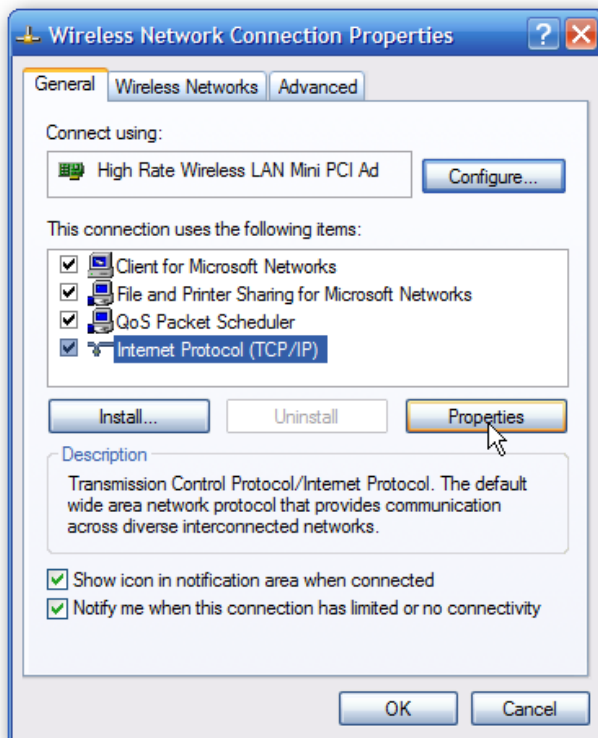 Wireless Network Connection Properties
General
Wireless Networks
Advanced
Connect using:
High Rate Wireless LAN Mini PCI Ad
Configure...
This connection uses the following items:
Client for Microsoft Networks
File and Printer Sharing for Microsoft Networks
QoS Packet Scheduler
Internet Protocol (TCP/IP)
Install...
Uninstall
Properties
Description
Transmission Control Protocol/Internet Protocol. The default
wide area network protocol that provides communication
across diverse interconnected networks.
Show icon in notification area when connected
Notify me when this connection has limited or no connectivity
OK
Cancel